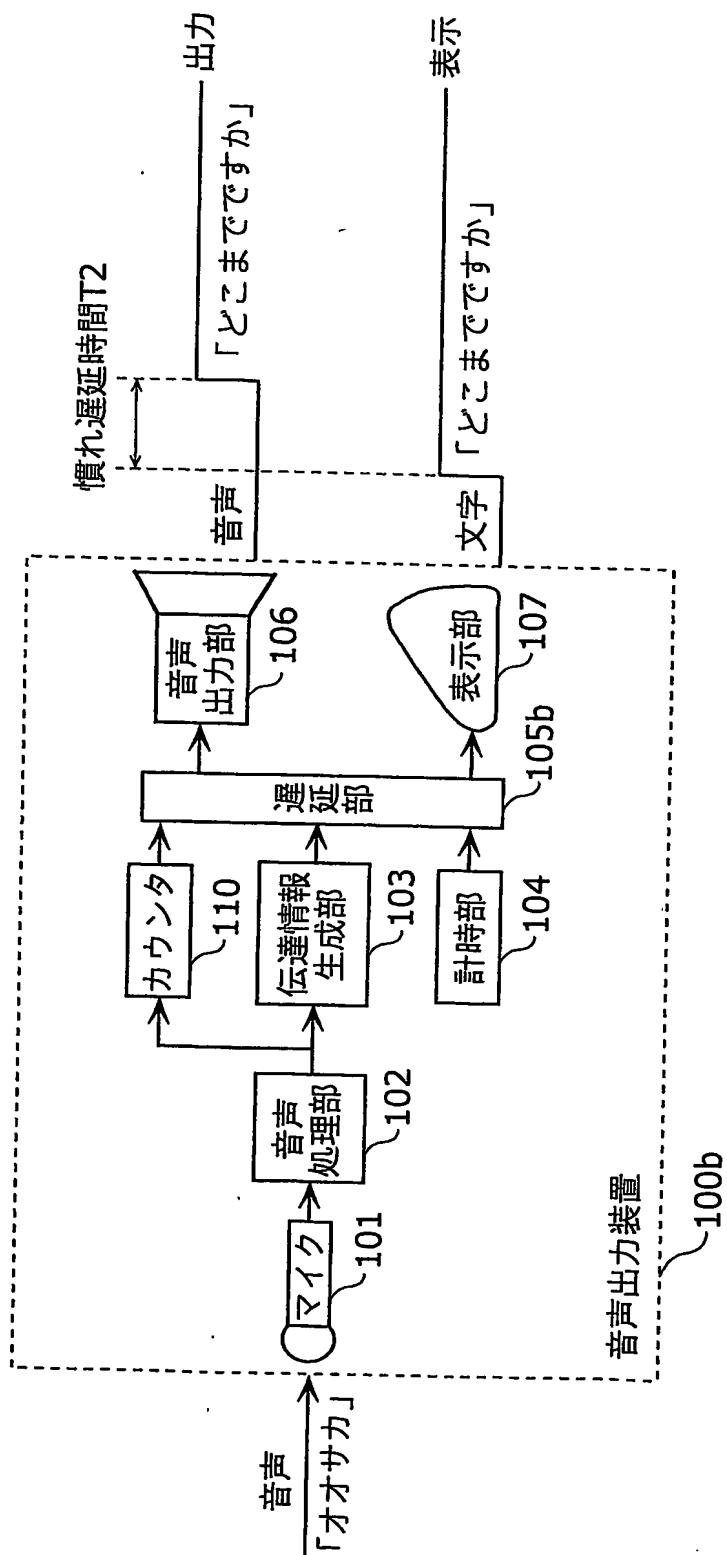 音声
「オオサカ」
マイク
101
音声
処理部
102
カウンタ
110
伝達情報
生成部
103
計時部
104
遅延部
105b
音声
出力部
106
表示部
107
音声出力装置
100b
慣れ遅延時間T2
音声
「どこまでですか」
出力
文字
「どこまでですか」
表示